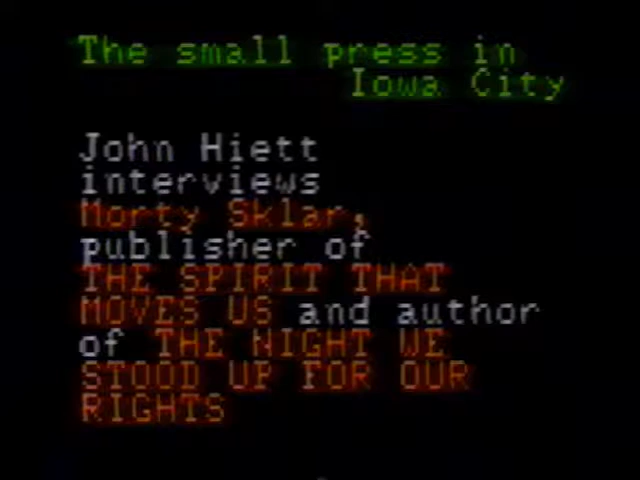 The small press in
Iowa City
John Hiett
interviews
Morty Sklar,
publisher of
THE SPIRIT THAT
MOVES US and author
of THE NIGHT WE
STOOD UP FOR OUR
RIGHTS